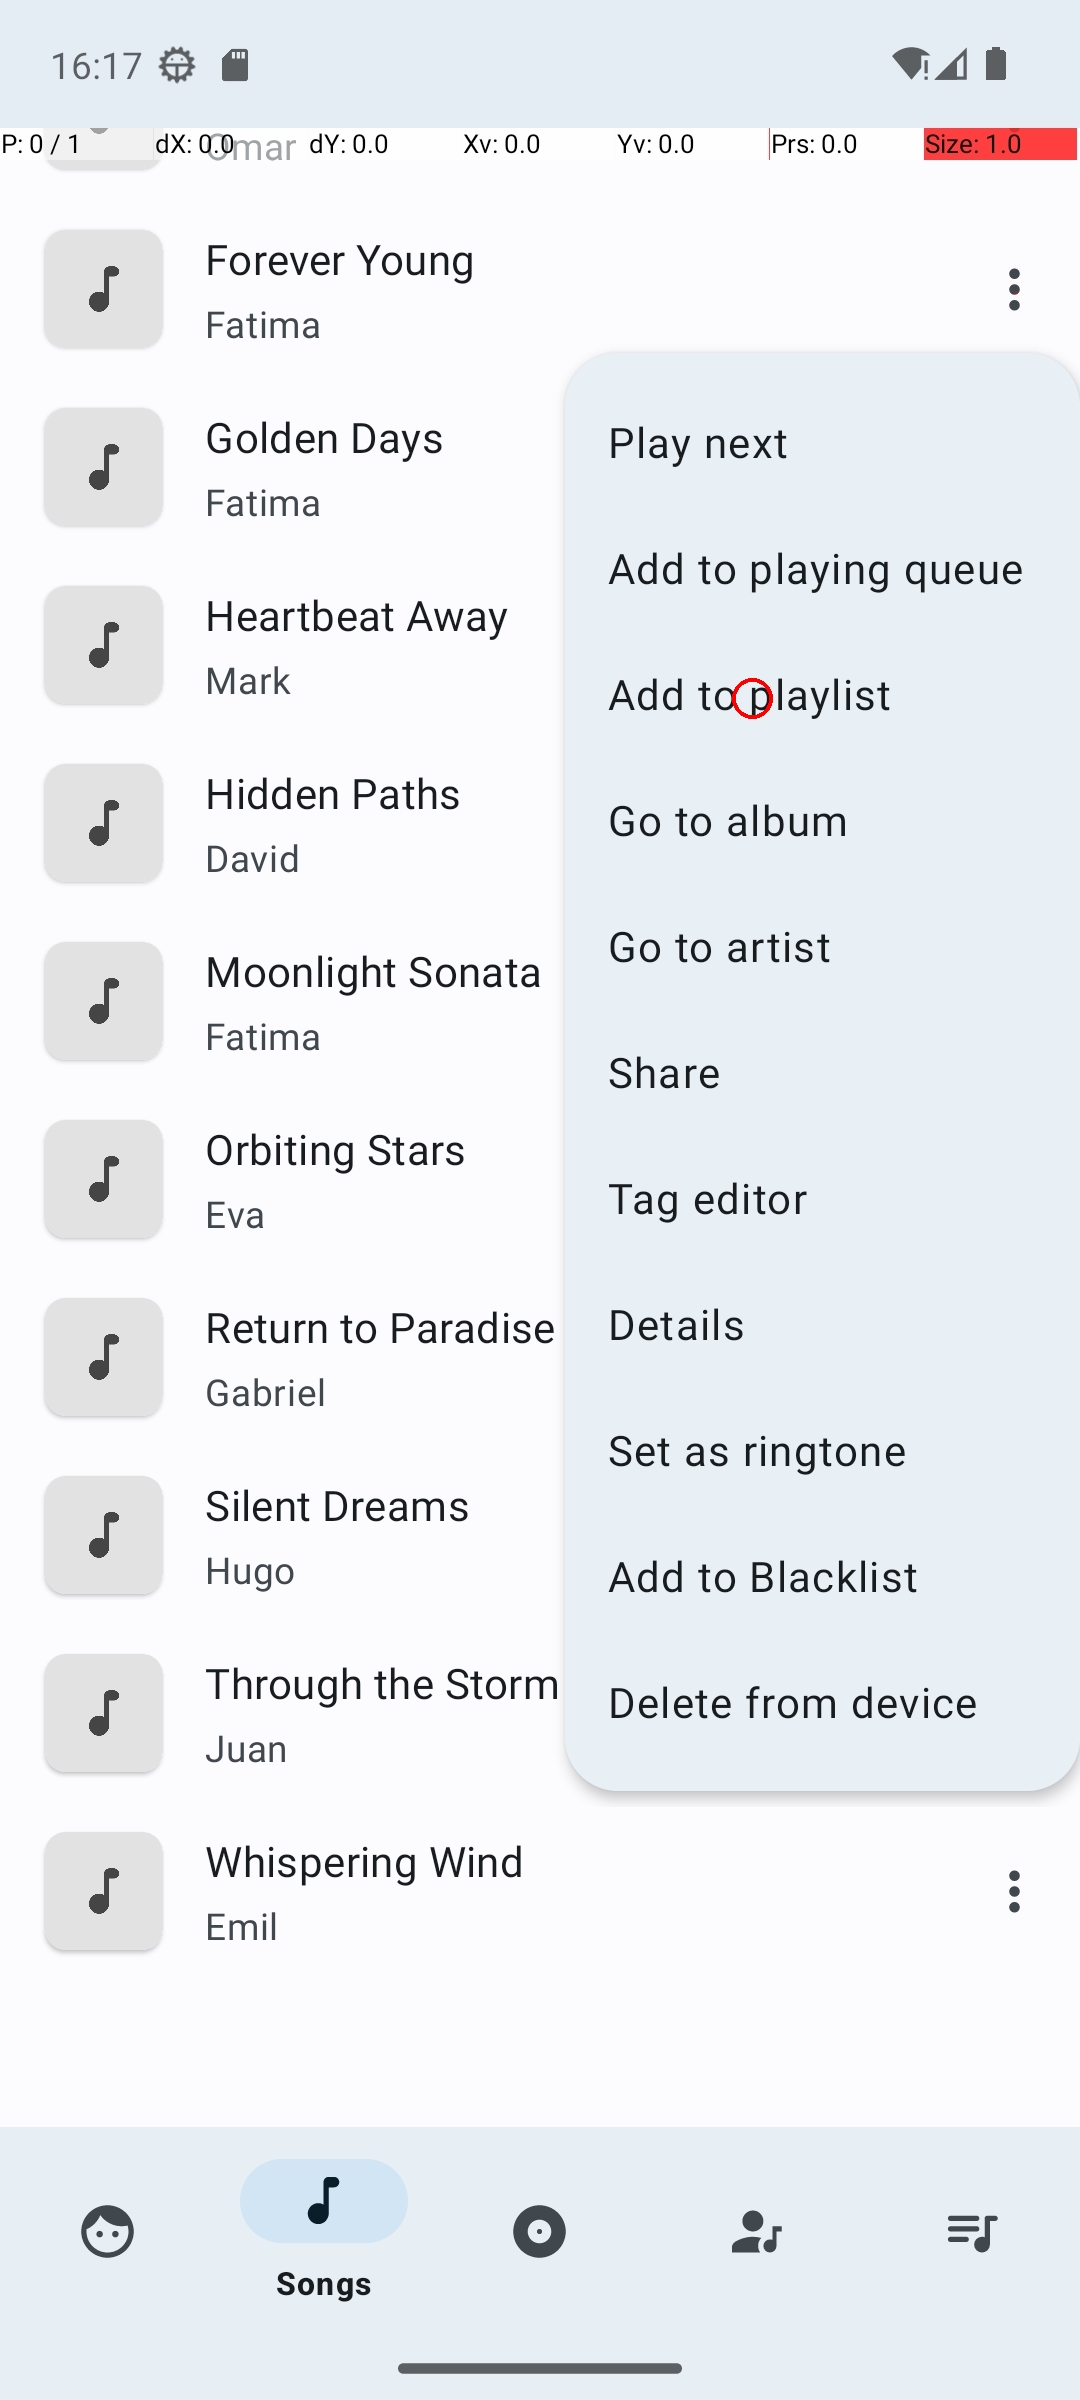 16:17
P: 0 / 1 dX: 0.0 dY: 0.0 Xv: 0.0 Yv: 0.0 Prs: 0.0 Size: 1.0
Omar
Forever Young
Fatima
Golden Days
Fatima
Heartbeat Away
Mark
Hidden Paths
David
Moonlight Sonata
Fatima
Orbiting Stars
Eva
Return to Paradise
Gabriel
Silent Dreams
Hugo
Through the Storm
Juan
Whispering Wind
Emil
Play next
Add to playing queue
Add to playlist
Go to album
Go to artist
Share
Tag editor
Details
Set as ringtone
Add to Blacklist
Delete from device
Songs